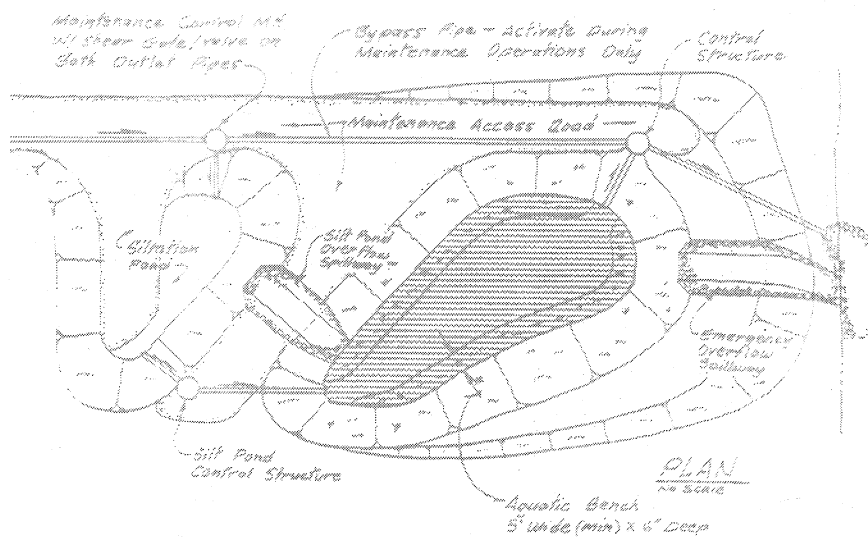 Maintenance Control MH
w/ Shear Gate/valve on
Both Outlet Pipes
Bypass Pipe - Activate During
Maintenance Operations Only
Control
Structure
Maintenance Access Road
Siltation
Pond
Silt Pond
Overflow
Spillway
Emergency
Overflow
Spillway
Silt Pond
Control Structure
PLAN
No Scale
Aquatic Bench
5' wide (min) x 6" Deep